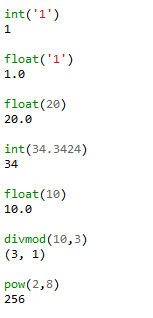 int('1')
1
float('1')
1.0
float(20)
20.0
int(34.3424)
34
float(10)
10.0
divmod(10,3)
(3, 1)
pow(2,8)
256